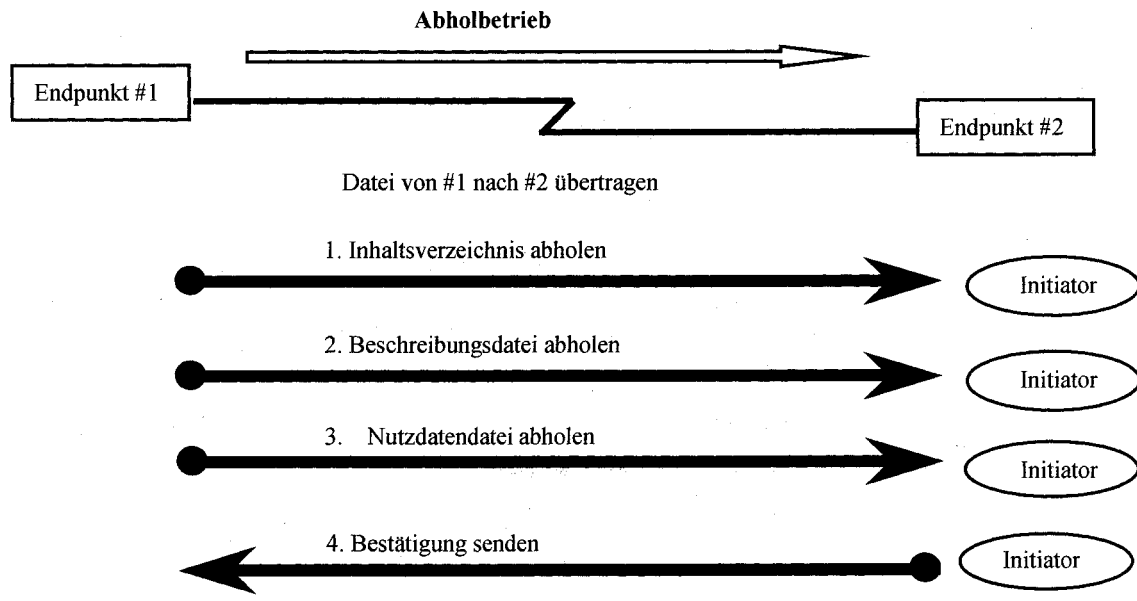 Abholbetrieb
Endpunkt #1
Endpunkt #2
Datei von #1 nach #2 übertragen
1. Inhaltsverzeichnis abholen
Initiator
2. Beschreibungsdatei abholen
Initiator
3. Nutzdatendatei abholen
Initiator
4. Bestätigung senden
Initiator